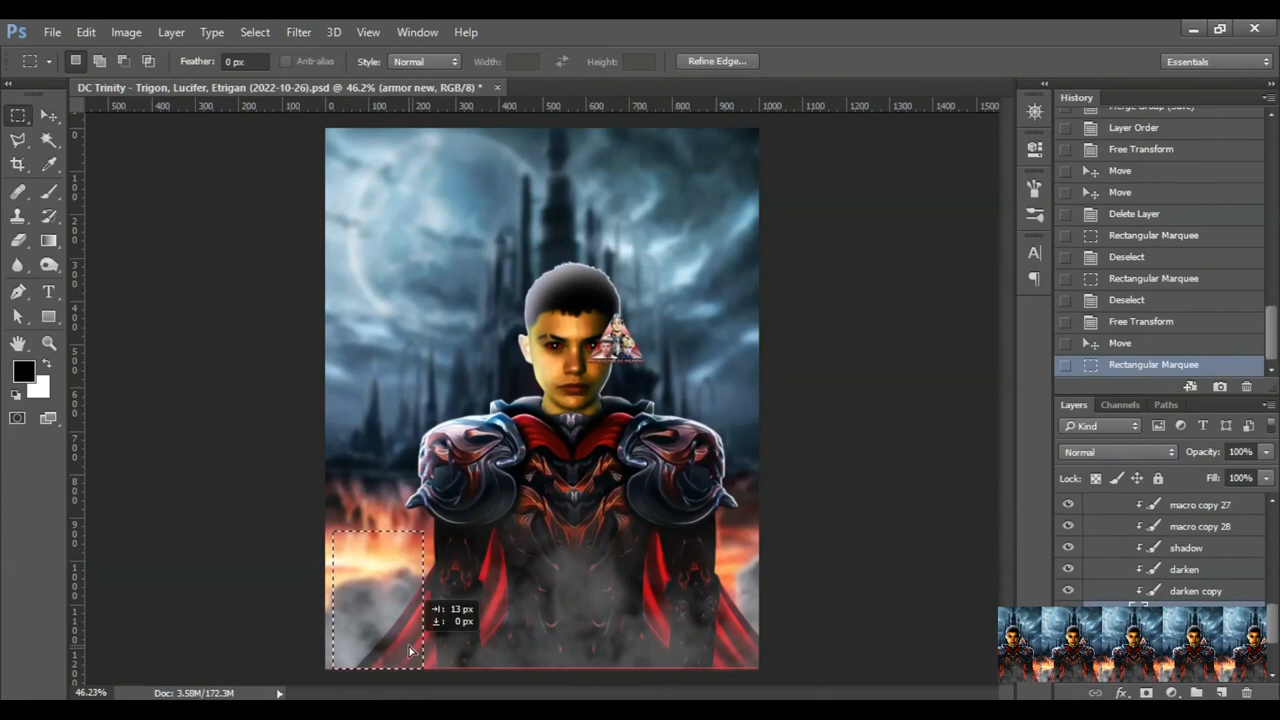 Ps File Edit Image Layer Type Select Filter 3D View Window Help
Feather: 0 px Anti-alias Style: Normal Width: Height: Refine Edge... Essentials
DC Trinity - Trigon, Lucifer, Etrigan (2022-10-26).psd @ 46.2% (armor new, RGB/8) * ×
500 400 300 200 100 0 100 200 300 400 500 600 700 800 900 1000 1100 1200 1300 1400 1500
History
Layer Order
Free Transform
Move
Move
Delete Layer
Rectangular Marquee
Deselect
Rectangular Marquee
Deselect
Free Transform
Move
Rectangular Marquee
Layers Channels Paths
Kind
Normal Opacity: 100%
Lock: Fill: 100%
macro copy 27
macro copy 28
shadow
darken
darken copy
13 px
0 px
46.23% Doc: 3.58M/172.3M